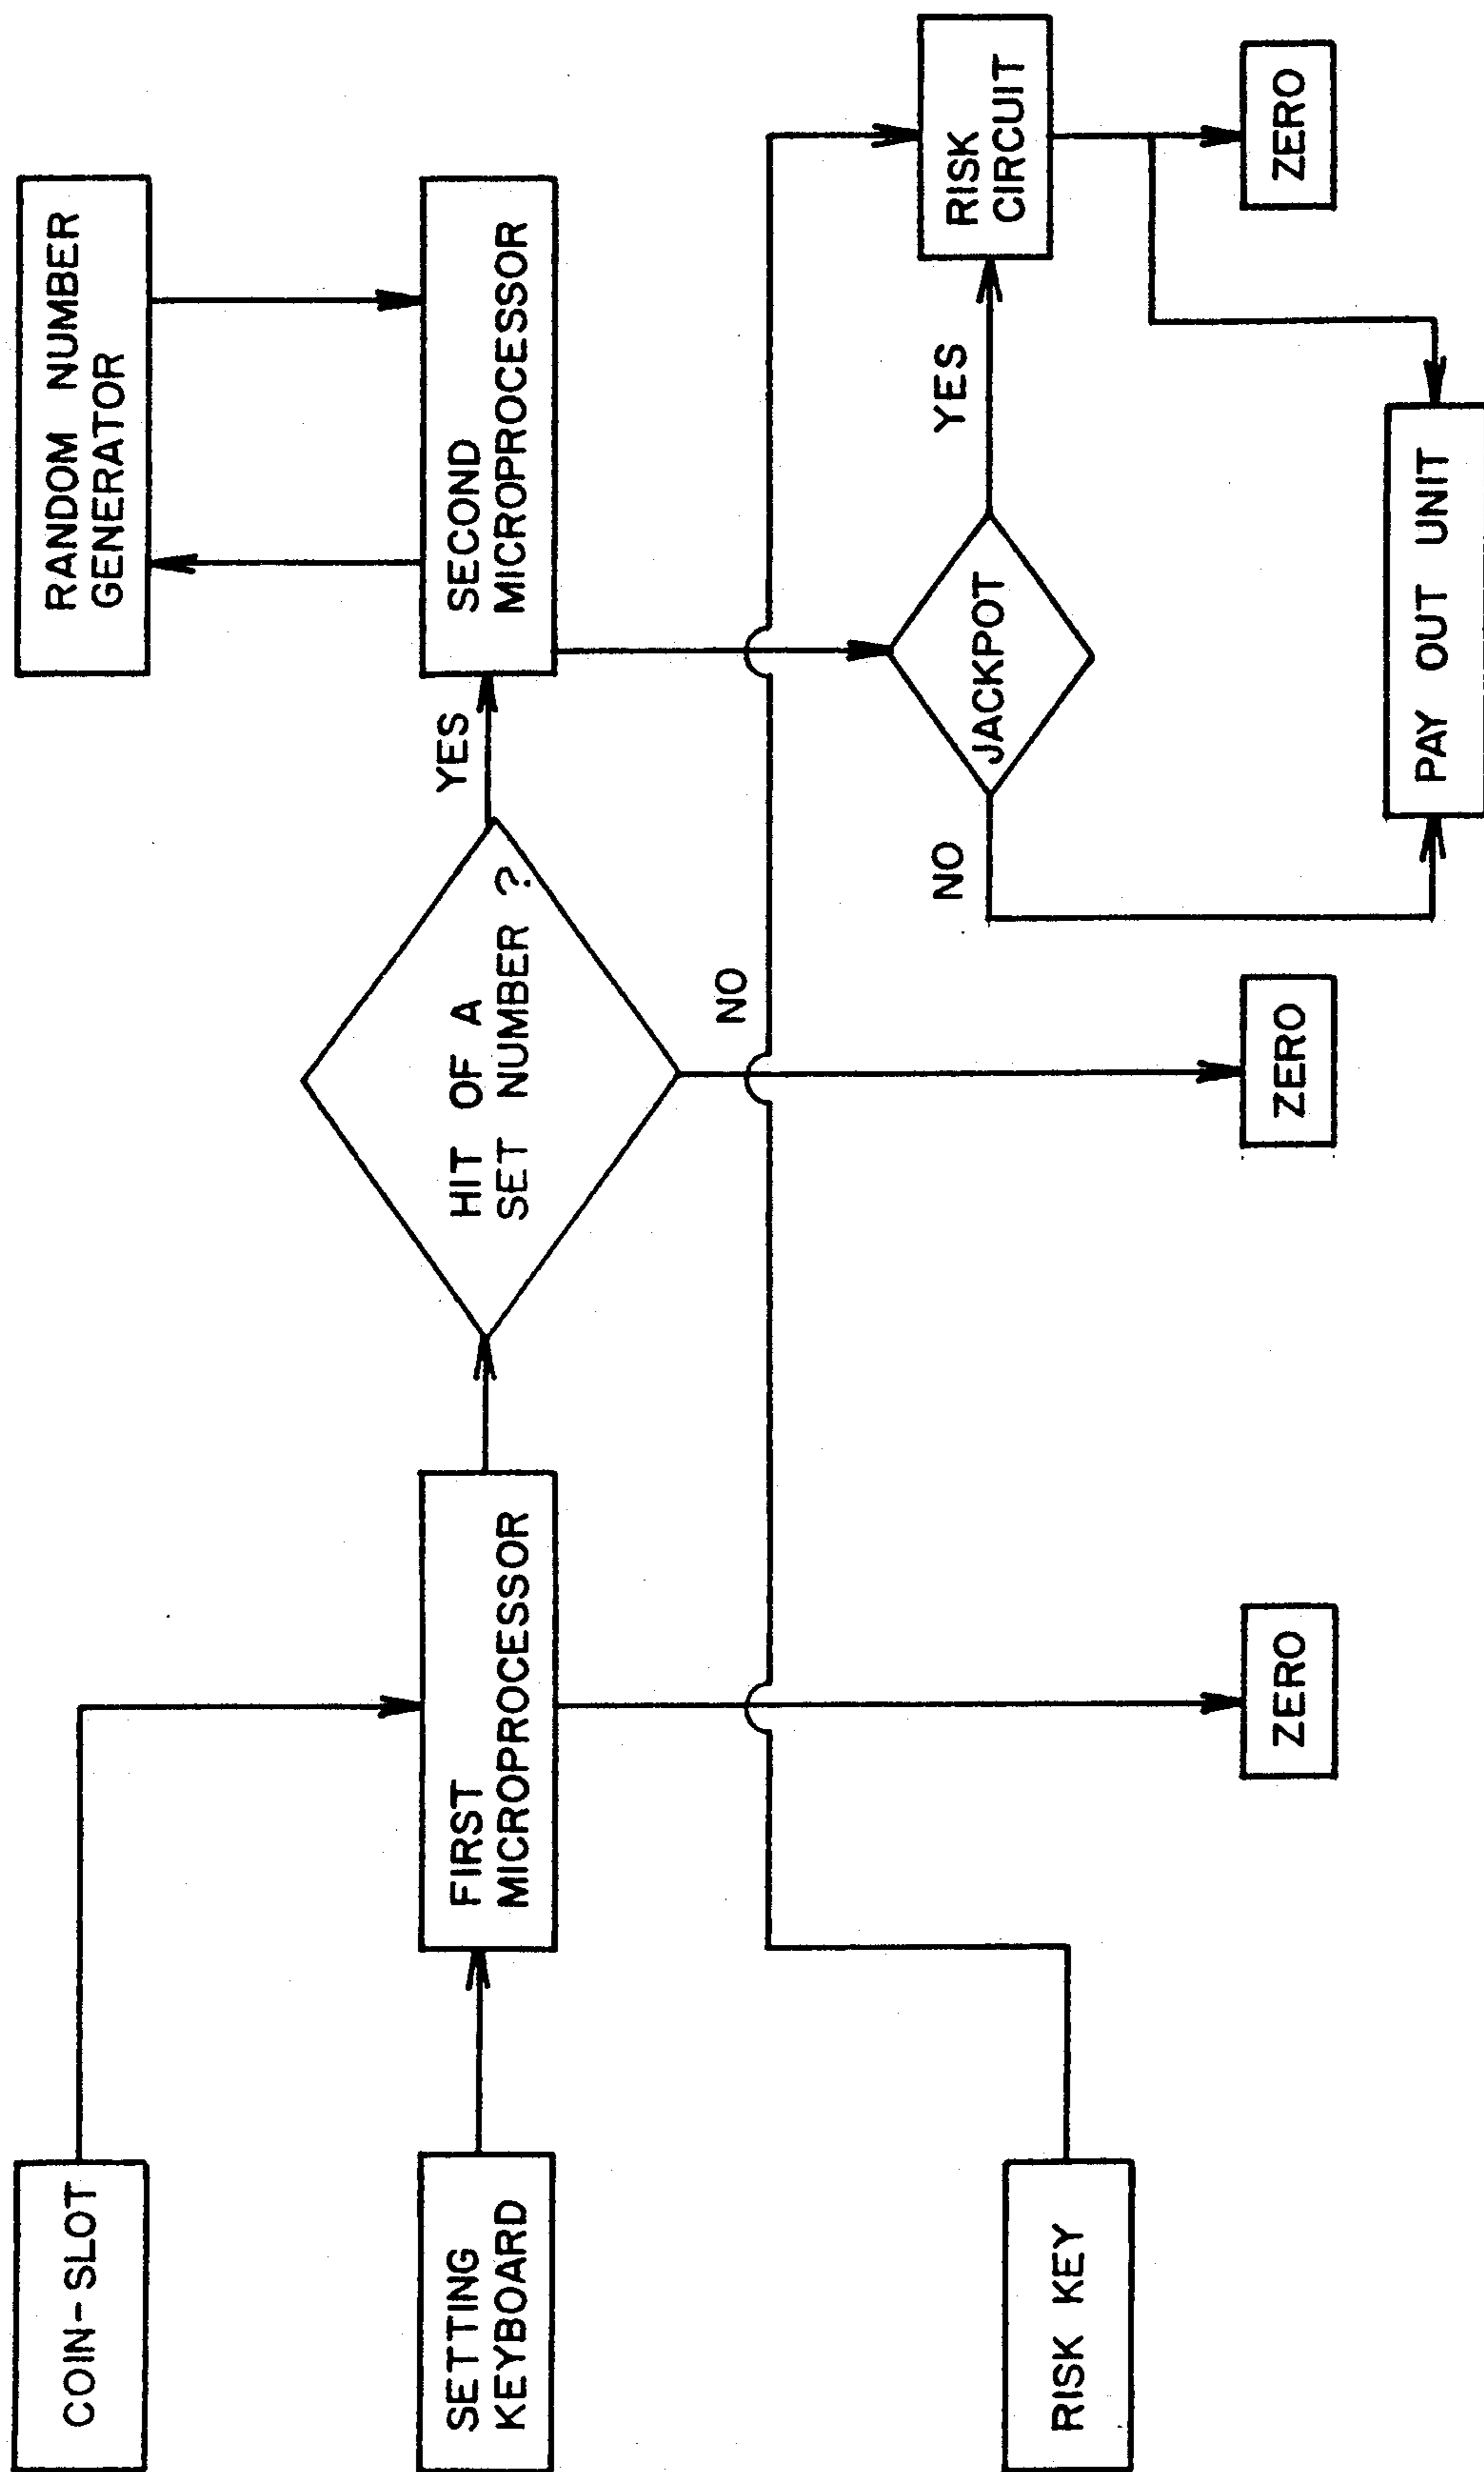 COIN-SLOT
SETTING
KEYBOARD
RISK KEY
FIRST
MICROPROCESSOR
ZERO
HIT OF A
SET NUMBER ?
NO
ZERO
YES
RANDOM NUMBER
GENERATOR
SECOND
MICROPROCESSOR
NO
JACKPOT
YES
PAY OUT UNIT
RISK
CIRCUIT
ZERO